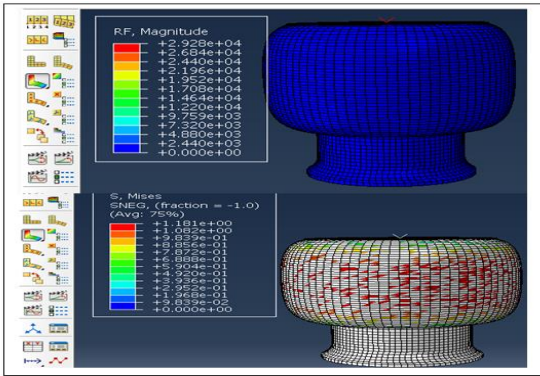 RF, Magnitude
+2.928e+04
+2.684e+04
+2.440e+04
+2.196e+04
+1.952e+04
+1.708e+04
+1.464e+04
+1.220e+04
+9.759e+03
+7.320e+03
+4.880e+03
+2.440e+03
+0.000e+00
S, Mises
SNEG, (fraction = -1.0)
(Avg: 75%)
+1.181e+00
+1.082e+00
+9.839e-01
+8.856e-01
+7.872e-01
+6.888e-01
+5.904e-01
+4.920e-01
+3.936e-01
+2.952e-01
+1.968e-01
+9.839e-02
+0.000e+00